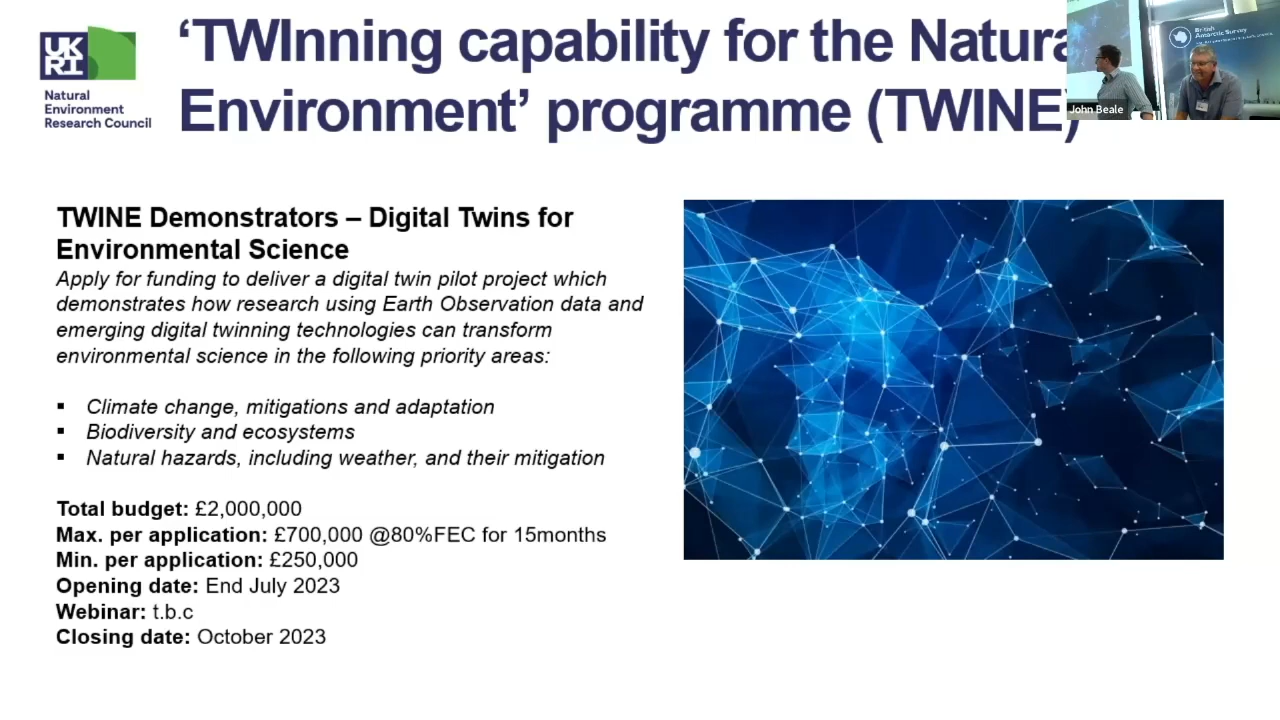 UK
RI
Natural
Environment
Research Council
‘TWInning capability for the Natura
Environment’ programme (TWINE)
British
Antarctic Survey
John Beale
TWINE Demonstrators – Digital Twins for
Environmental Science
Apply for funding to deliver a digital twin pilot project which
demonstrates how research using Earth Observation data and
emerging digital twinning technologies can transform
environmental science in the following priority areas:
▪ Climate change, mitigations and adaptation
▪ Biodiversity and ecosystems
▪ Natural hazards, including weather, and their mitigation
Total budget: £2,000,000
Max. per application: £700,000 @80%FEC for 15months
Min. per application: £250,000
Opening date: End July 2023
Webinar: t.b.c
Closing date: October 2023